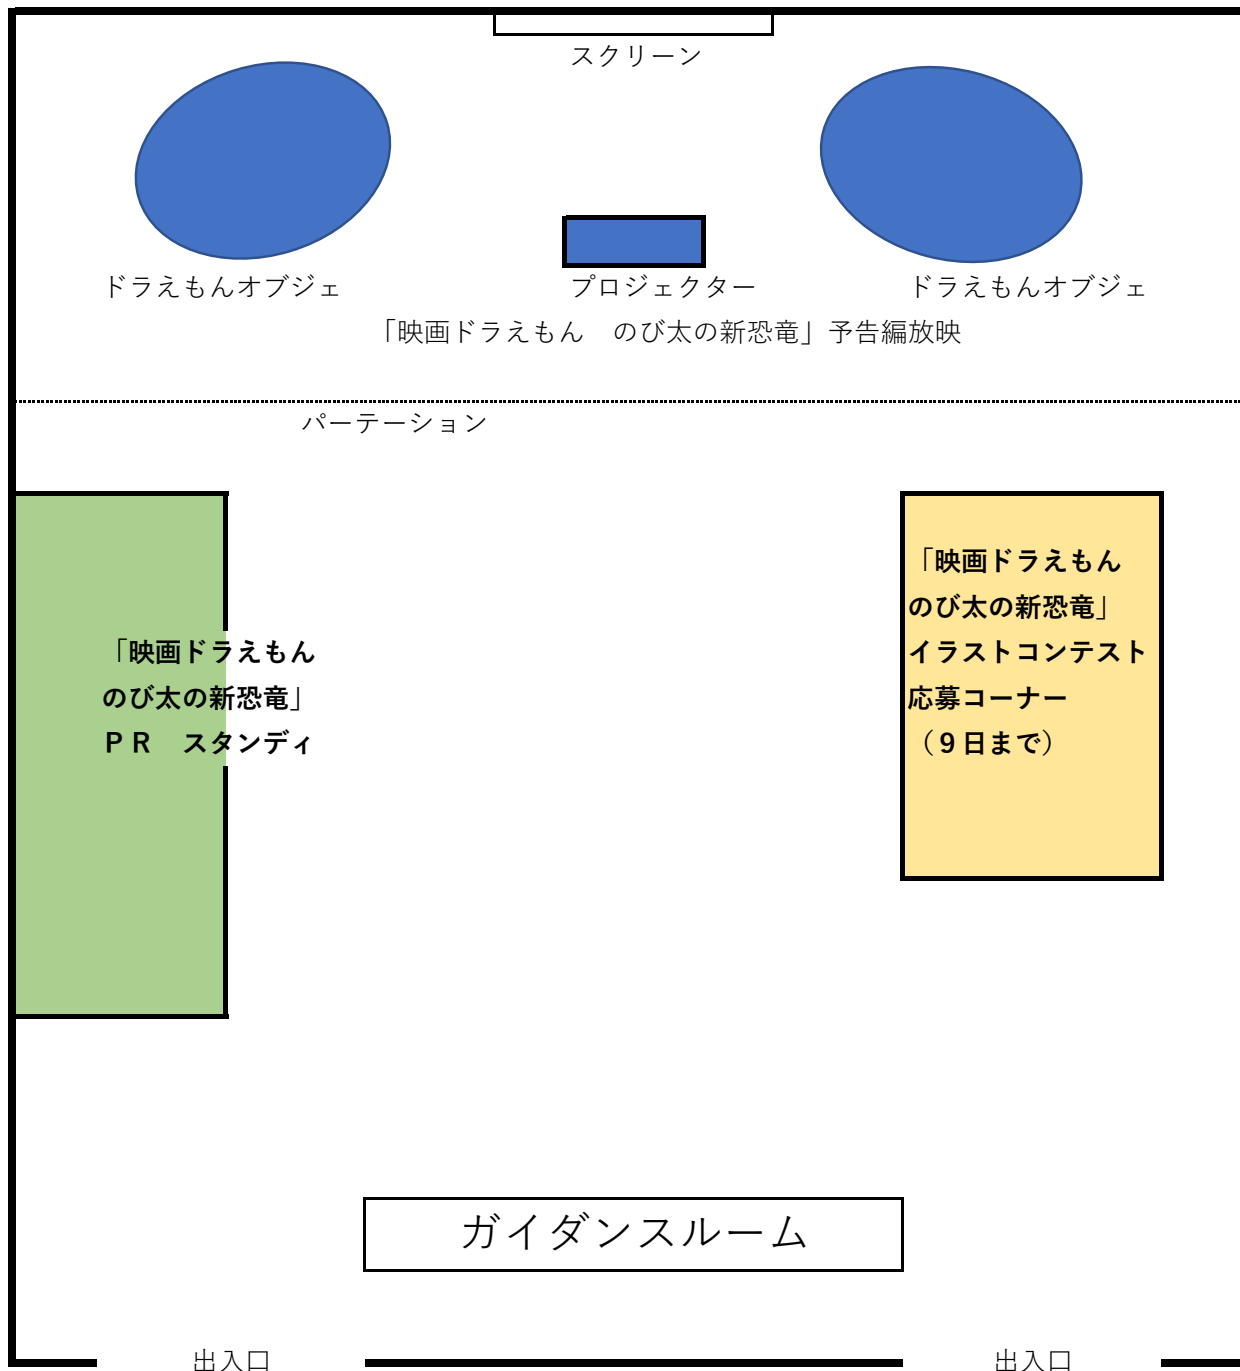 スクリーン
ドラえもんオブジェ
プロジェクター
ドラえもんオブジェ
「映画ドラえもん　のび太の新恐竜」予告編放映
パーテーション
「映画ドラえもん
のび太の新恐竜」
ＰＲ　スタンディ
「映画ドラえもん
のび太の新恐竜」
イラストコンテスト
応募コーナー
（９日まで）
ガイダンスルーム
出入口
出入口